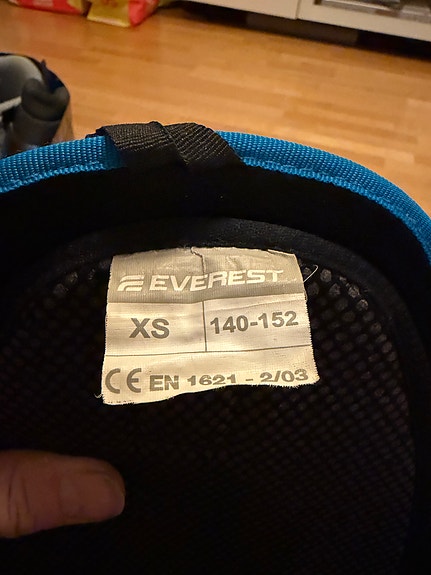 EVEREST
XS 140-152
CE EN 1621 - 2/03